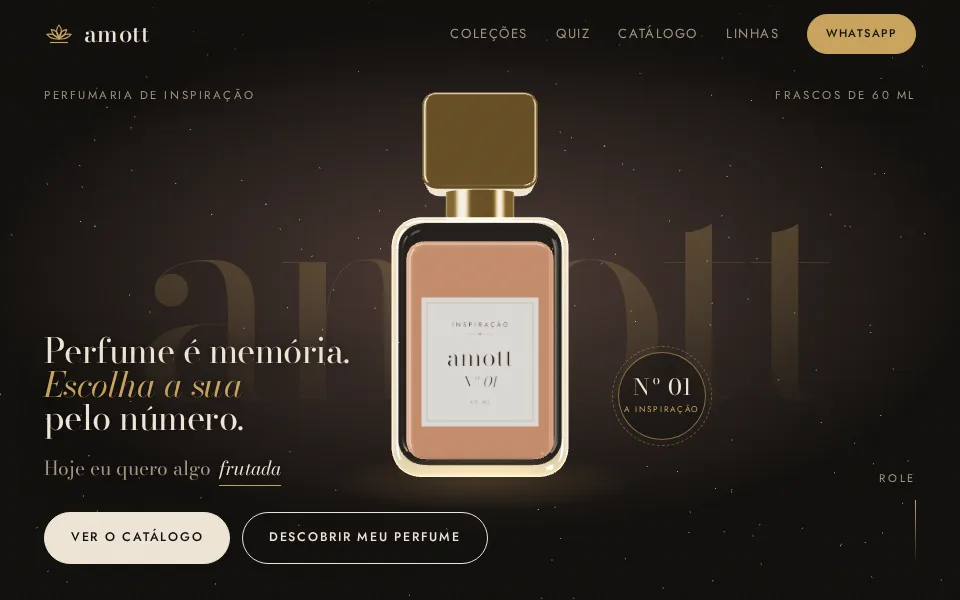 amott
COLEÇÕES QUIZ CATÁLOGO LINHAS WHATSAPP
PERFUMARIA DE INSPIRAÇÃO
FRASCOS DE 60 ML
amott
INSPIRAÇÃO
amott
Nº 01
60 ML
Perfume é memória.
Escolha a sua
pelo número.
Nº 01
A INSPIRAÇÃO
Hoje eu quero algo frutada
ROLE
VER O CATÁLOGO
DESCOBRIR MEU PERFUME